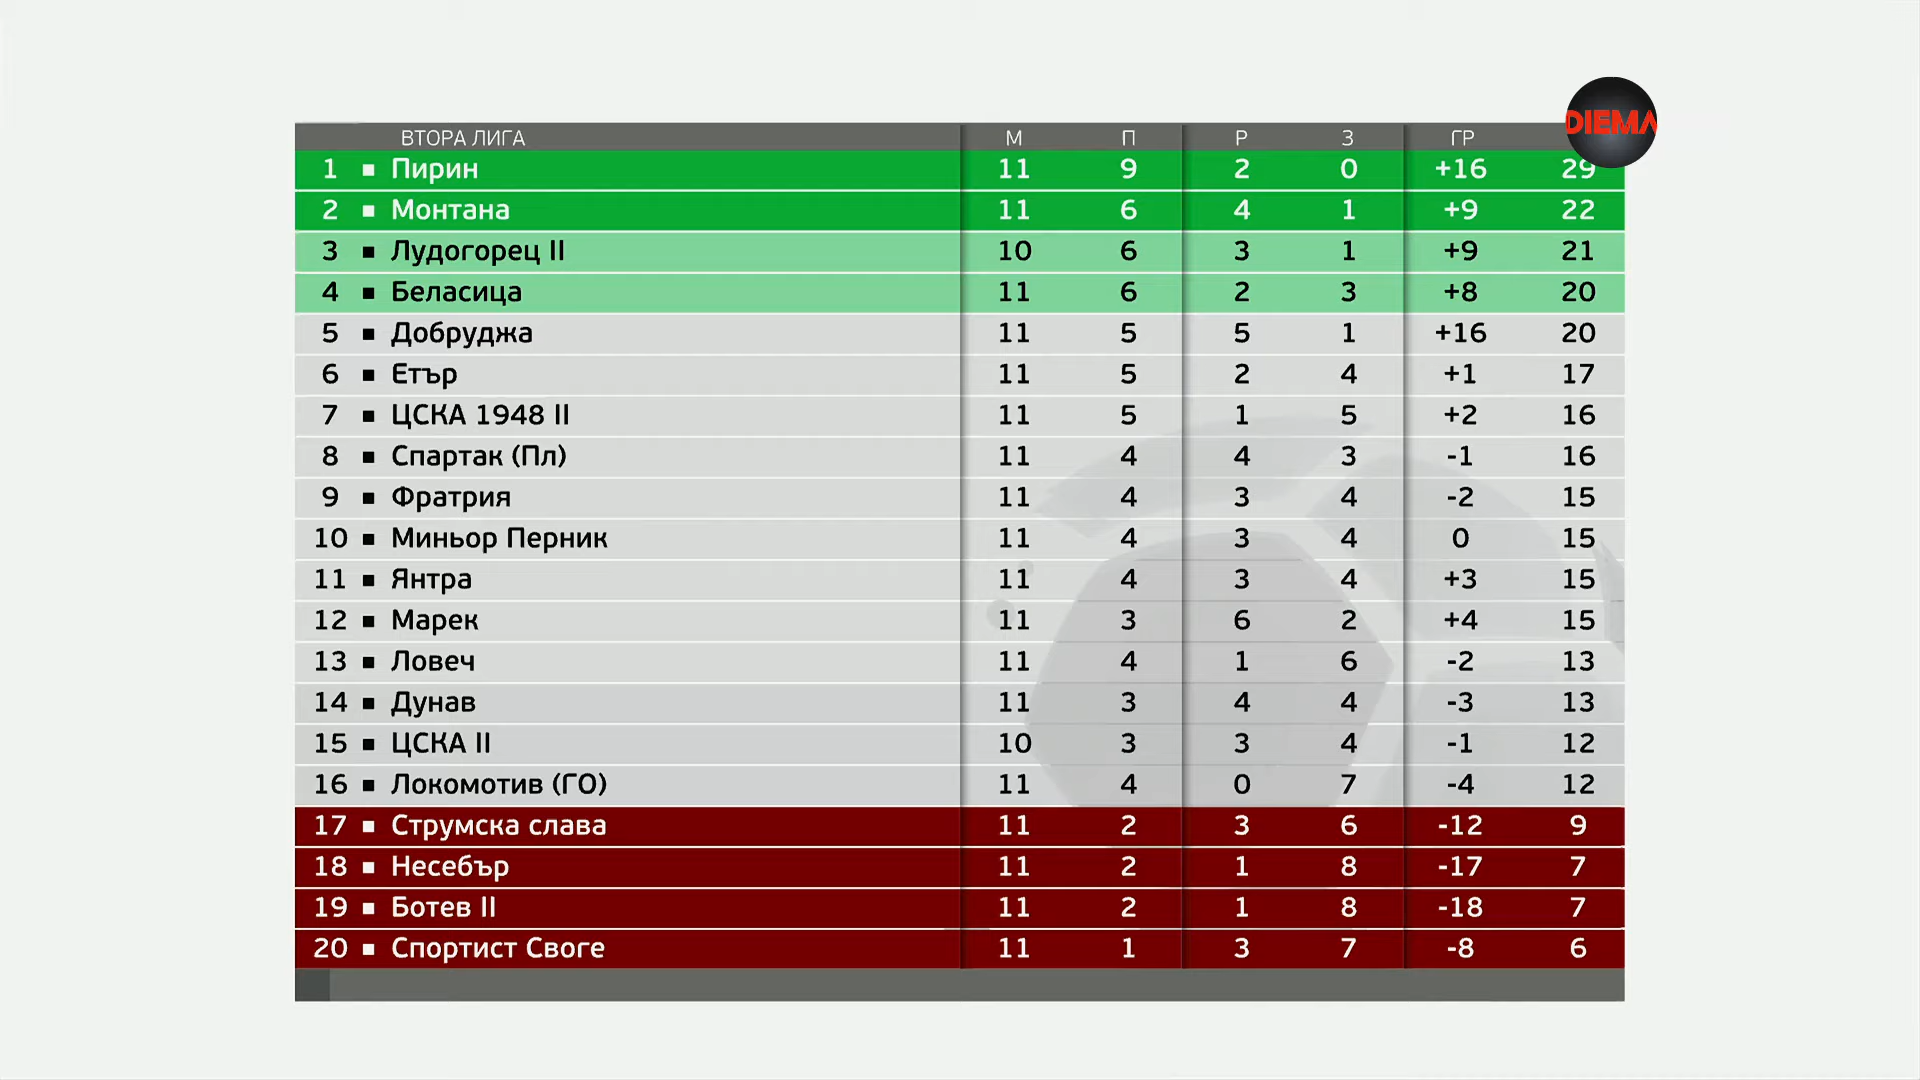 DIEMA
ВТОРА ЛИГА М П Р З ГР
1 Пирин 11 9 2 0 +16 29
2 Монтана 11 6 4 1 +9 22
3 Лудогорец II 10 6 3 1 +9 21
4 Беласица 11 6 2 3 +8 20
5 Добруджа 11 5 5 1 +16 20
6 Етър 11 5 2 4 +1 17
7 ЦСКА 1948 II 11 5 1 5 +2 16
8 Спартак (Пл) 11 4 4 3 -1 16
9 Фратрия 11 4 3 4 -2 15
10 Миньор Перник 11 4 3 4 0 15
11 Янтра 11 4 3 4 +3 15
12 Марек 11 3 6 2 +4 15
13 Ловеч 11 4 1 6 -2 13
14 Дунав 11 3 4 4 -3 13
15 ЦСКА II 10 3 3 4 -1 12
16 Локомотив (ГО) 11 4 0 7 -4 12
17 Струмска слава 11 2 3 6 -12 9
18 Несебър 11 2 1 8 -17 7
19 Ботев II 11 2 1 8 -18 7
20 Спортист Своге 11 1 3 7 -8 6